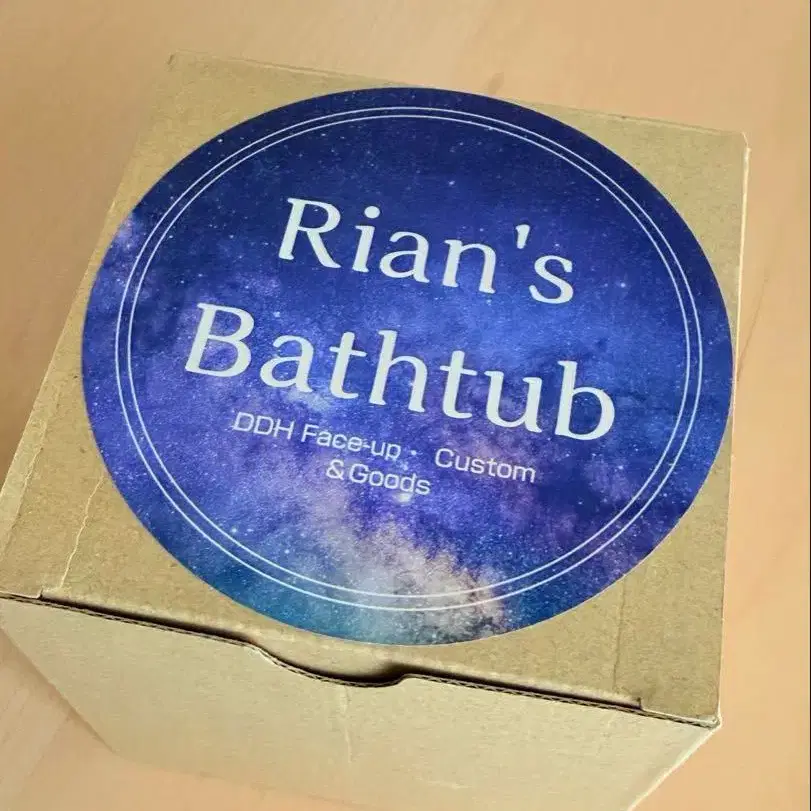 Rian's
Bathtub
DDH Face-up • Custom
& Goods